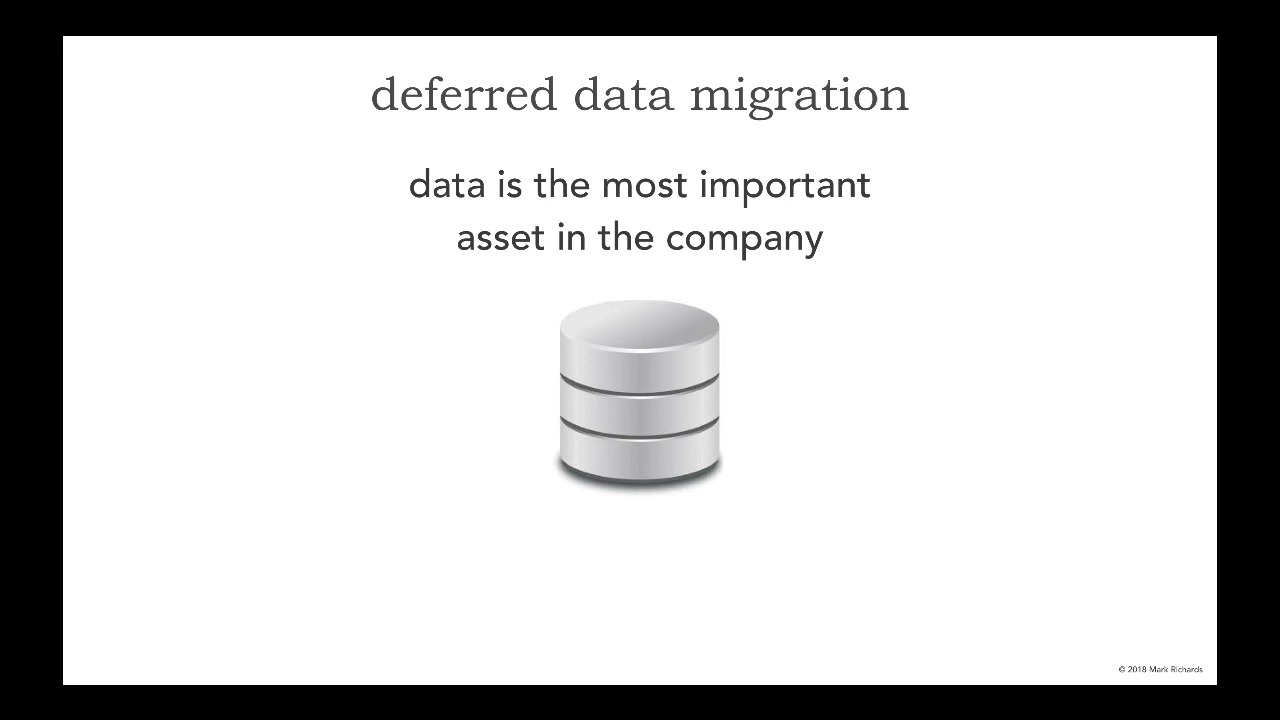 deferred data migration
data is the most important
asset in the company
© 2018 Mark Richards